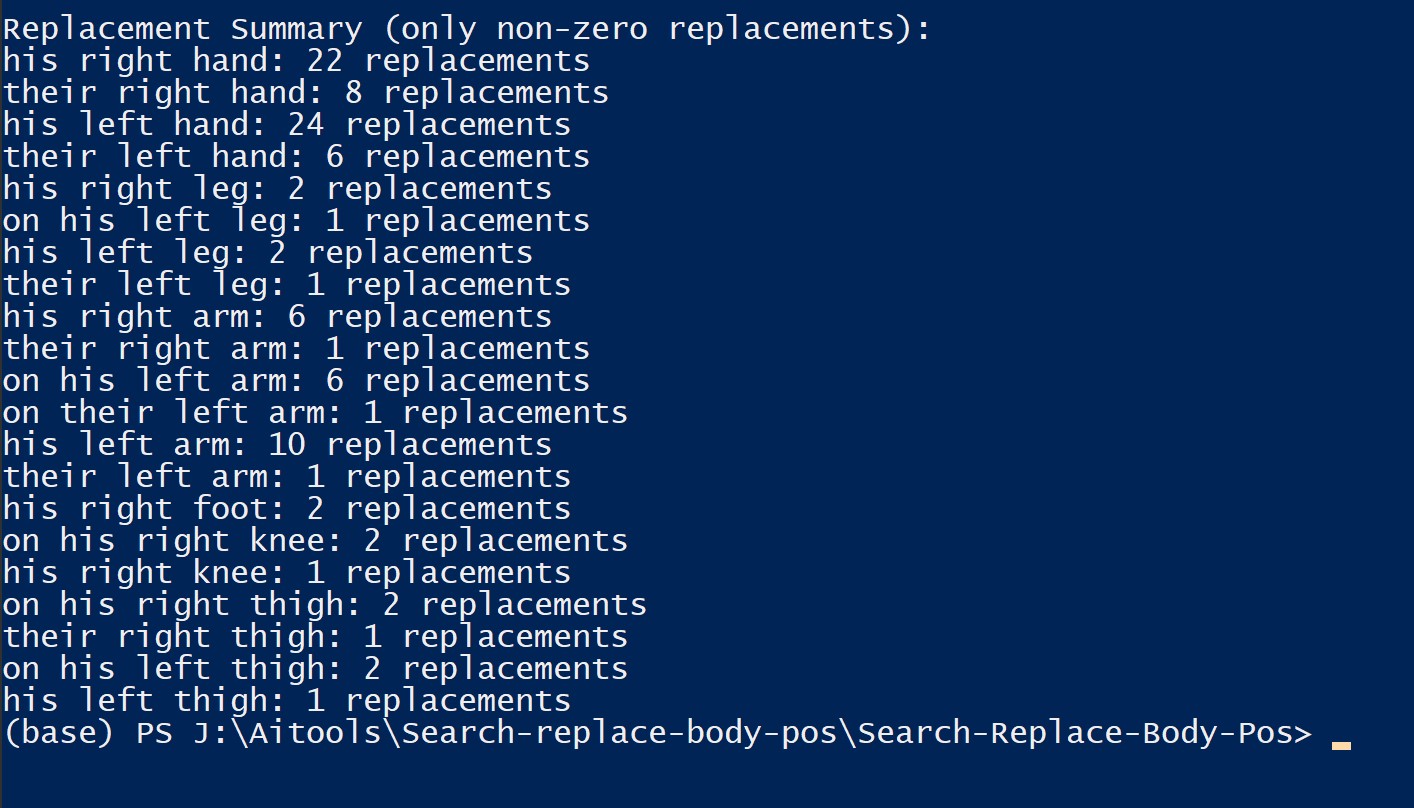 Replacement Summary (only non-zero replacements):
his right hand: 22 replacements
their right hand: 8 replacements
his left hand: 24 replacements
their left hand: 6 replacements
his right leg: 2 replacements
on his left leg: 1 replacements
his left leg: 2 replacements
their left leg: 1 replacements
his right arm: 6 replacements
their right arm: 1 replacements
on his left arm: 6 replacements
on their left arm: 1 replacements
his left arm: 10 replacements
their left arm: 1 replacements
his right foot: 2 replacements
on his right knee: 2 replacements
his right knee: 1 replacements
on his right thigh: 2 replacements
their right thigh: 1 replacements
on his left thigh: 2 replacements
his left thigh: 1 replacements
(base) PS J:\Aitools\Search-replace-body-pos\Search-Replace-Body-Pos>